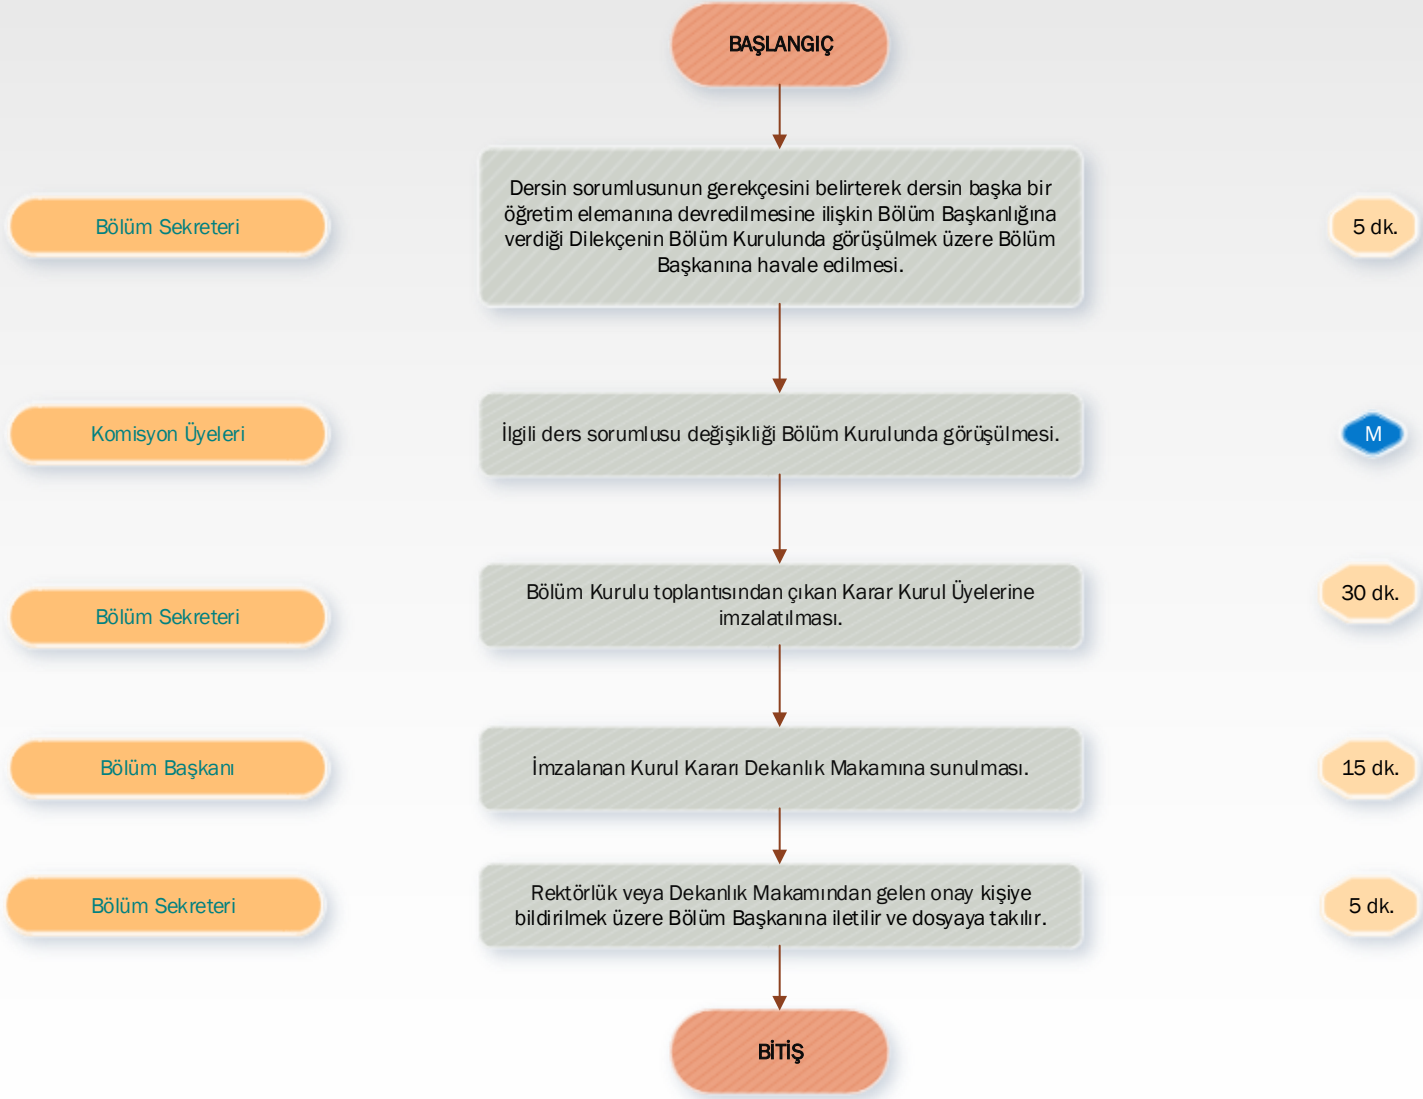 BAŞLANGIÇ
Bölüm Sekreteri
Dersin sorumlusunun gerekçesini belirterek dersin başka bir
öğretim elemanına devredilmesine ilişkin Bölüm Başkanlığına
verdiği Dilekçenin Bölüm Kurulunda görüşülmek üzere Bölüm
Başkanına havale edilmesi.
5 dk.
Komisyon Üyeleri
İlgili ders sorumlusu değişikliği Bölüm Kurulunda görüşülmesi.
M
Bölüm Sekreteri
Bölüm Kurulu toplantısından çıkan Karar Kurul Üyelerine
imzalatılması.
30 dk.
Bölüm Başkanı
İmzalanan Kurul Kararı Dekanlık Makamına sunulması.
15 dk.
Bölüm Sekreteri
Rektörlük veya Dekanlık Makamından gelen onay kişiye
bildirilmek üzere Bölüm Başkanına iletilir ve dosyaya takılır.
5 dk.
BİTİŞ